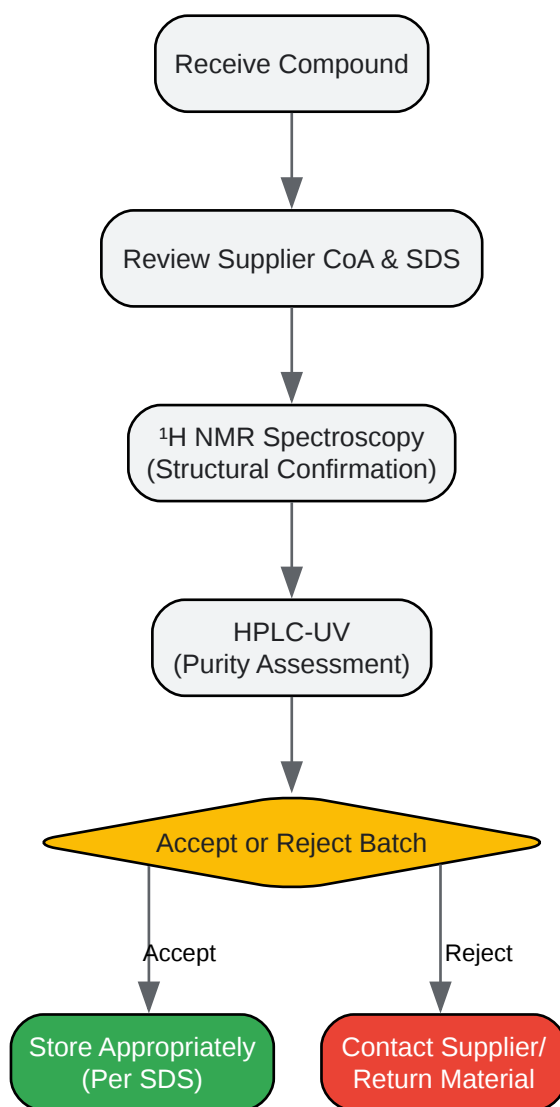 Receive Compound
Review Supplier CoA & SDS
¹H NMR Spectroscopy
(Structural Confirmation)
HPLC-UV
(Purity Assessment)
Accept or Reject Batch
Accept
Reject
Store Appropriately
(Per SDS)
Contact Supplier/
Return Material